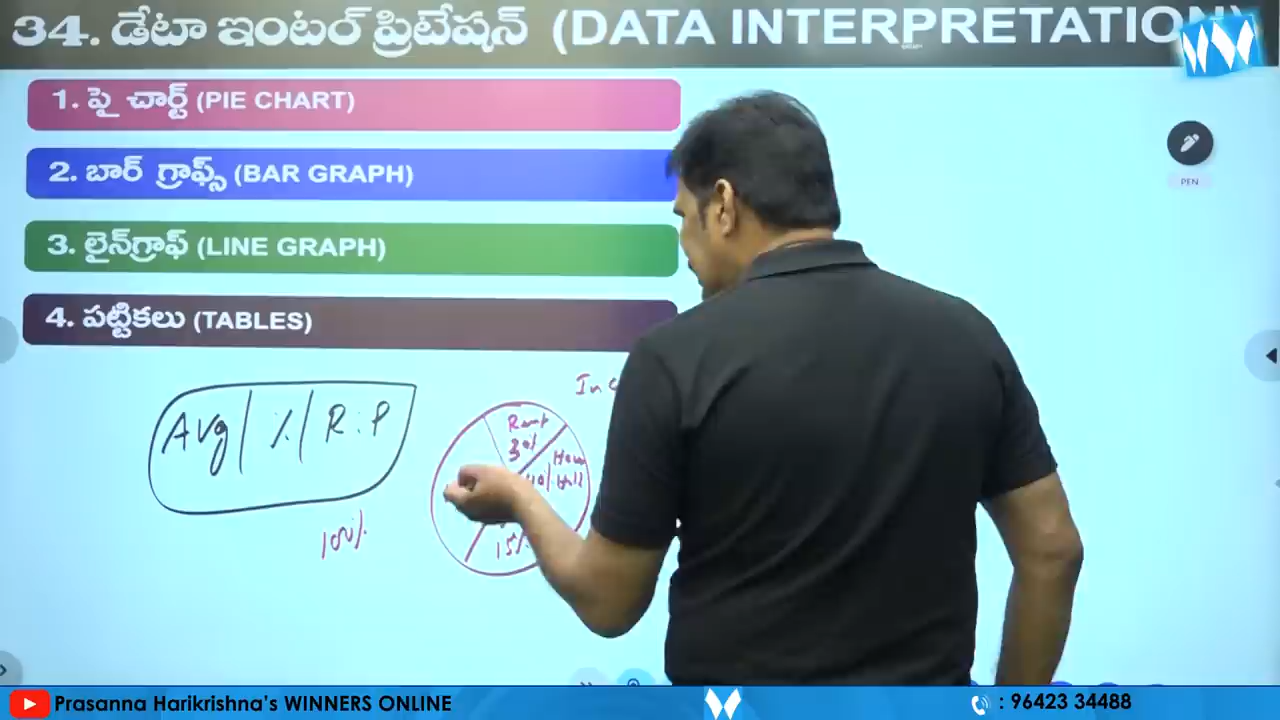 34. డేటా ఇంటర్ ప్రిటేషన్ (DATA INTERPRETATION)
1. పై చార్ట్ (PIE CHART)
2. బార్ గ్రాఫ్స్ (BAR GRAPH)
3. లైన్‌గ్రాఫ్ (LINE GRAPH)
4. పట్టికలు (TABLES)
PEN
Avg / % / R:P
100%
Rent
30%
15%
Prasanna Harikrishna's WINNERS ONLINE
: 96423 34488